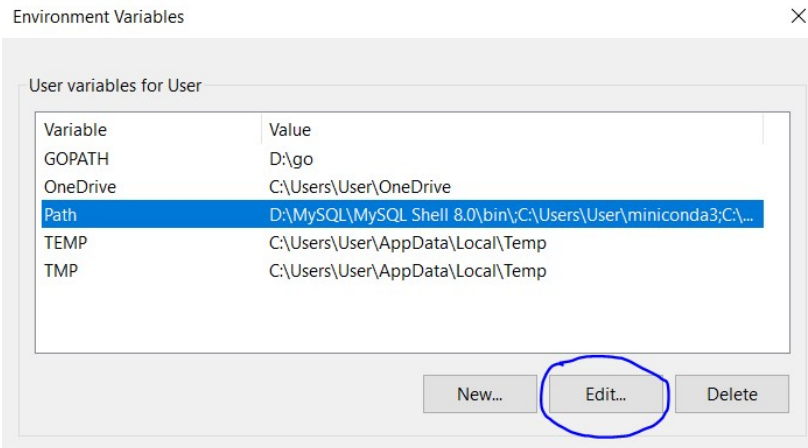 Environment Variables
User variables for User
Variable Value
GOPATH D:\go
OneDrive C:\Users\User\OneDrive
Path D:\MySQL\MySQL Shell 8.0\bin\;C:\Users\User\miniconda3;C:\...
TEMP C:\Users\User\AppData\Local\Temp
TMP C:\Users\User\AppData\Local\Temp
New... Edit... Delete